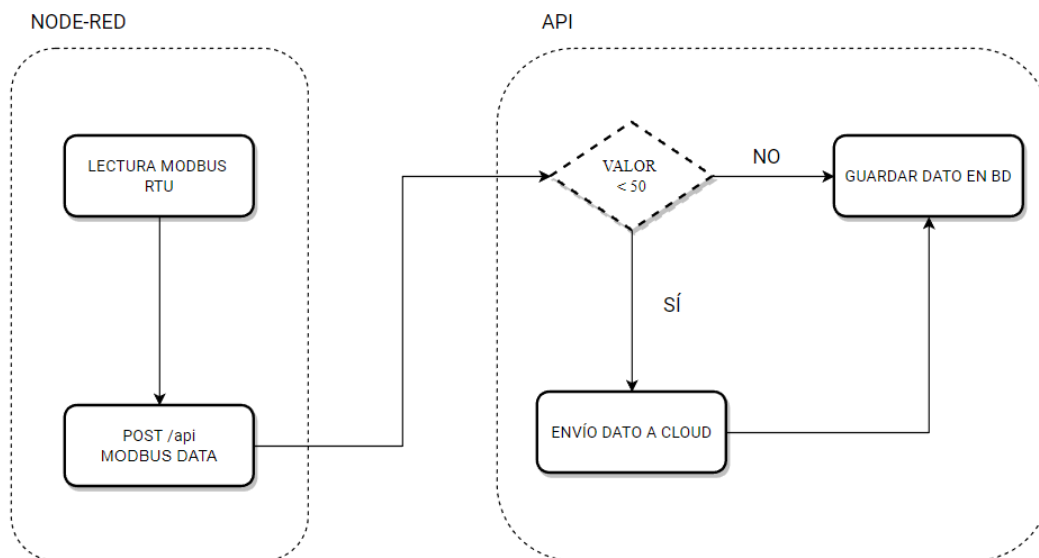 NODE-RED
LECTURA MODBUS
RTU
POST /api
MODBUS DATA
API
VALOR
< 50
NO
GUARDAR DATO EN BD
SÍ
ENVÍO DATO A CLOUD